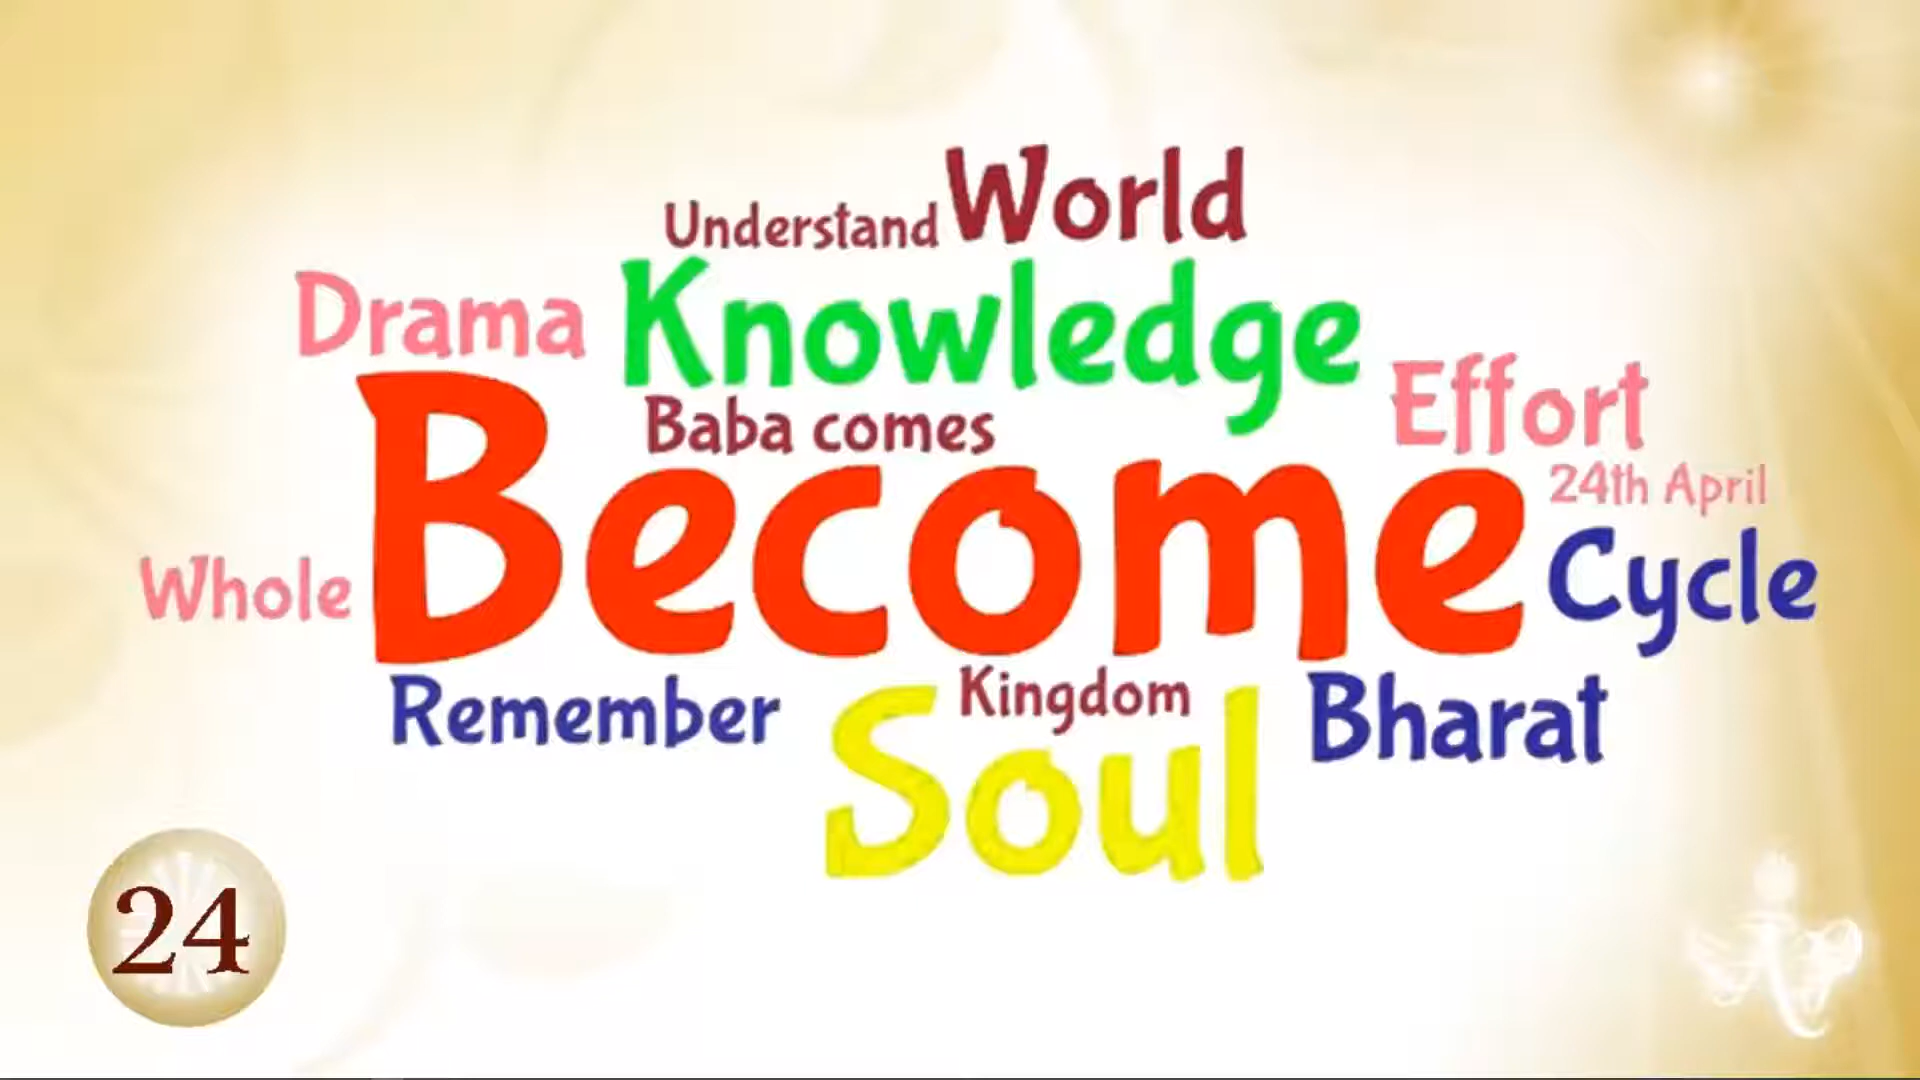 Understand World
Drama Knowledge
Effort
Baba comes
Become
24th April
Whole
Cycle
Remember
Kingdom
Bharat
Soul
24